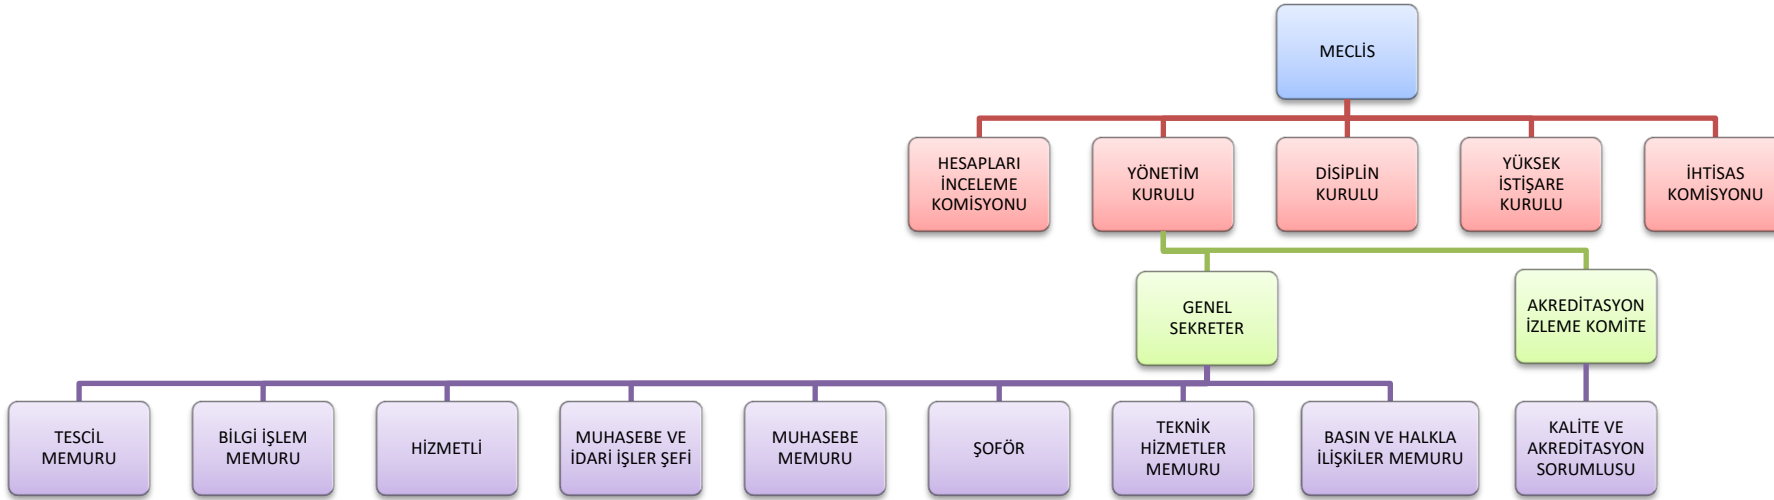 MECLİS
HESAPLARI
İNCELEME
KOMİSYONU
YÖNETİM
KURULU
DİSİPLİN
KURULU
YÜKSEK
İSTİŞARE
KURULU
İHTİSAS
KOMİSYONU
GENEL
SEKRETER
AKREDİTASYON
İZLEME KOMİTE
TESCİL
MEMURU
BİLGİ İŞLEM
MEMURU
HİZMETLİ
MUHASEBE VE
İDARİ İŞLER ŞEFİ
MUHASEBE
MEMURU
ŞOFÖR
TEKNİK
HİZMETLER
MEMURU
BASIN VE HALKLA
İLİŞKİLER MEMURU
KALİTE VE
AKREDİTASYON
SORUMLUSU